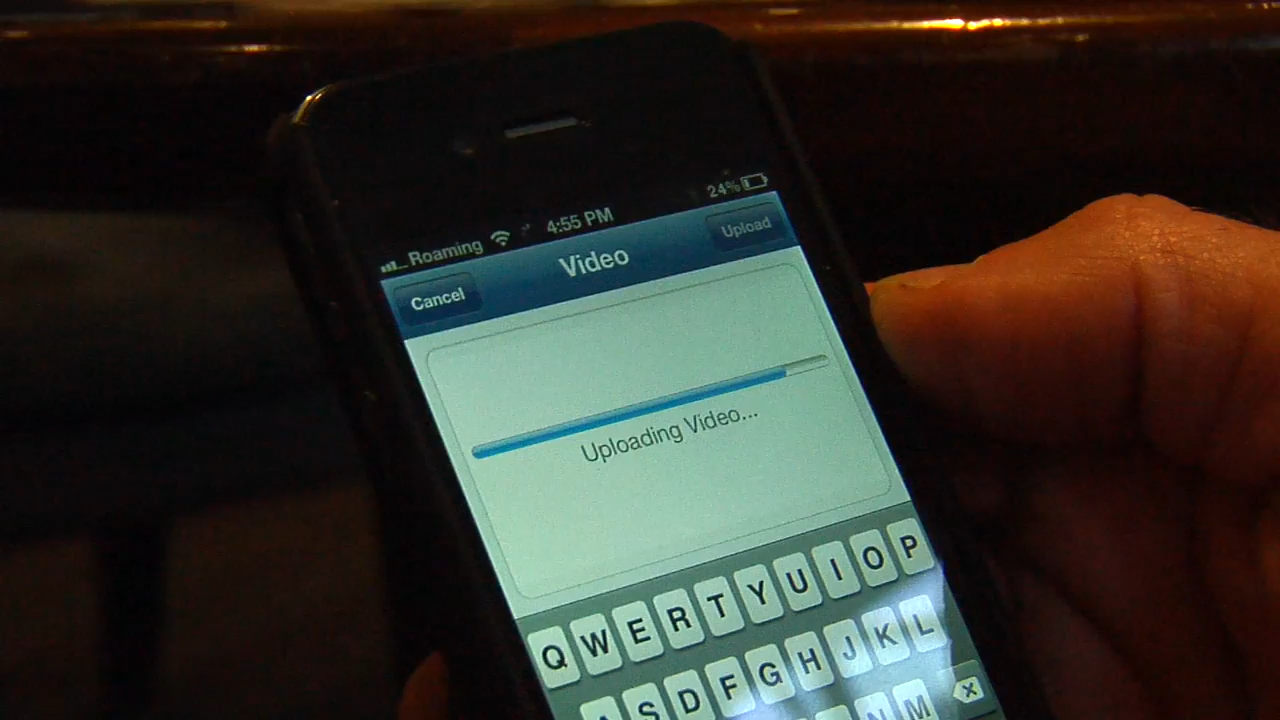 Roaming 4:55 PM 24%
Cancel Video Upload
Uploading Video...
Q W E R T Y U I O P
A S D F G H J K L
N M